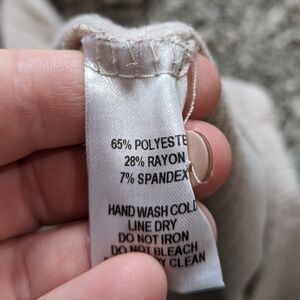 65% POLYESTE
28% RAYON
7% SPANDEX
HAND WASH COLD
LINE DRY
DO NOT IRON
DO NOT BLEACH
CLEAN